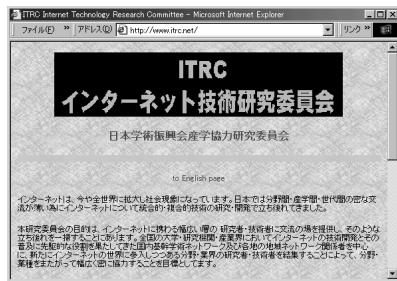 ITRC Internet Technology Research Committee - Microsoft Internet Explorer
ファイル(F) » アドレス(D) http://www.itrc.net/ リンク »
ITRC
インターネット技術研究委員会
日本学術振興会産学協力研究委員会
to English page
インターネットは、今や全世界に拡大し社会現象になっています。日本では分野間・産学間・世代間の密な交
流が薄い為にインターネットについて統合的・複合的技術の研究・開発で立ち後れてきました。
本研究委員会の目的は、インターネットに携わる幅広い層の 研究者・技術者に交流の場を提供し、そのような
立ち後れを一掃することにあります。全国の大学・研究機関・産業界においてインターネットの技術開発とその
普及に先駆的な役割を果たしてきた国内基幹学術ネットワーク及び各地の地域ネットワーク関係者を中心
に、新たにインターネットの世界に参入しつつある分野・業界の研究者・技術者を結集することによって、分野・
業種をまたがって幅広く密に協力することを目標としてます。